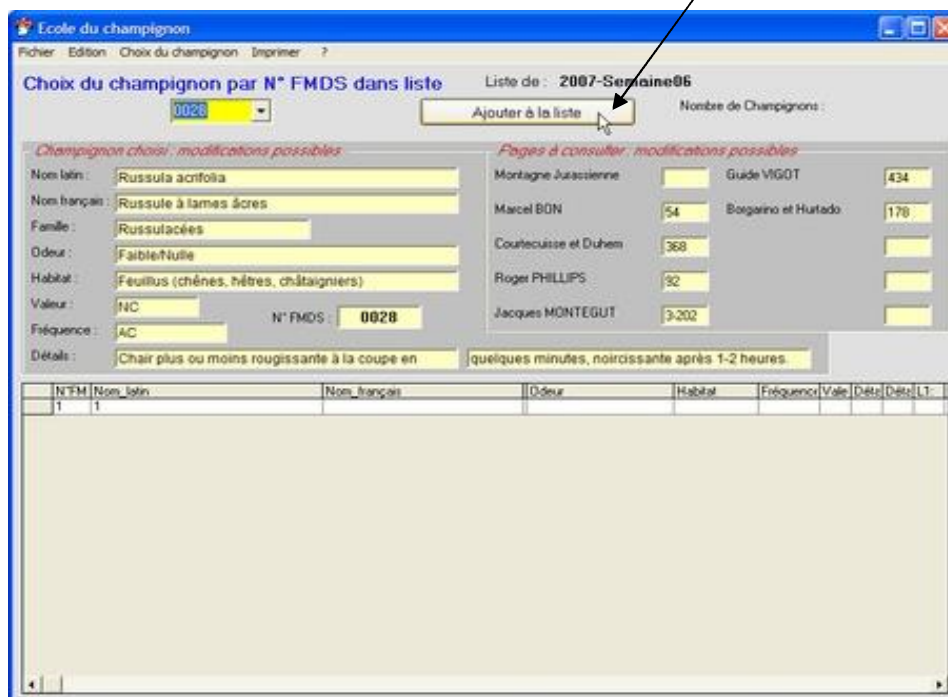 Ecole du champignon
Fichier Edition Choix du champignon Imprimer ?
Choix du champignon par N° FMDS dans liste Liste de : 2007-Semaine06
0028 Ajouter à la liste Nombre de Champignons :
Champignon choisi : modifications possibles Pages à consulter : modifications possibles
Nom latin : Russula acrifolia Montagne Jurassienne Guide VIGOT 434
Nom français : Russule à lames âcres Marcel BON 54 Borgarino et Hurtado 178
Famille : Russulacées
Odeur : Faible/Nulle Courtecuisse et Duhem 368
Habitat : Feuillus (chênes, hêtres, châtaigniers) Roger PHILLIPS 92
Valeur : NC N° FMDS : 0028 Jacques MONTEGUT 3-202
Fréquence : AC
Détails : Chair plus ou moins rougissante à la coupe en quelques minutes, noircissante après 1-2 heures.
N°FM Nom_latin Nom_français Odeur Habitat Fréquence Vale Déta Déta L1:
1 1